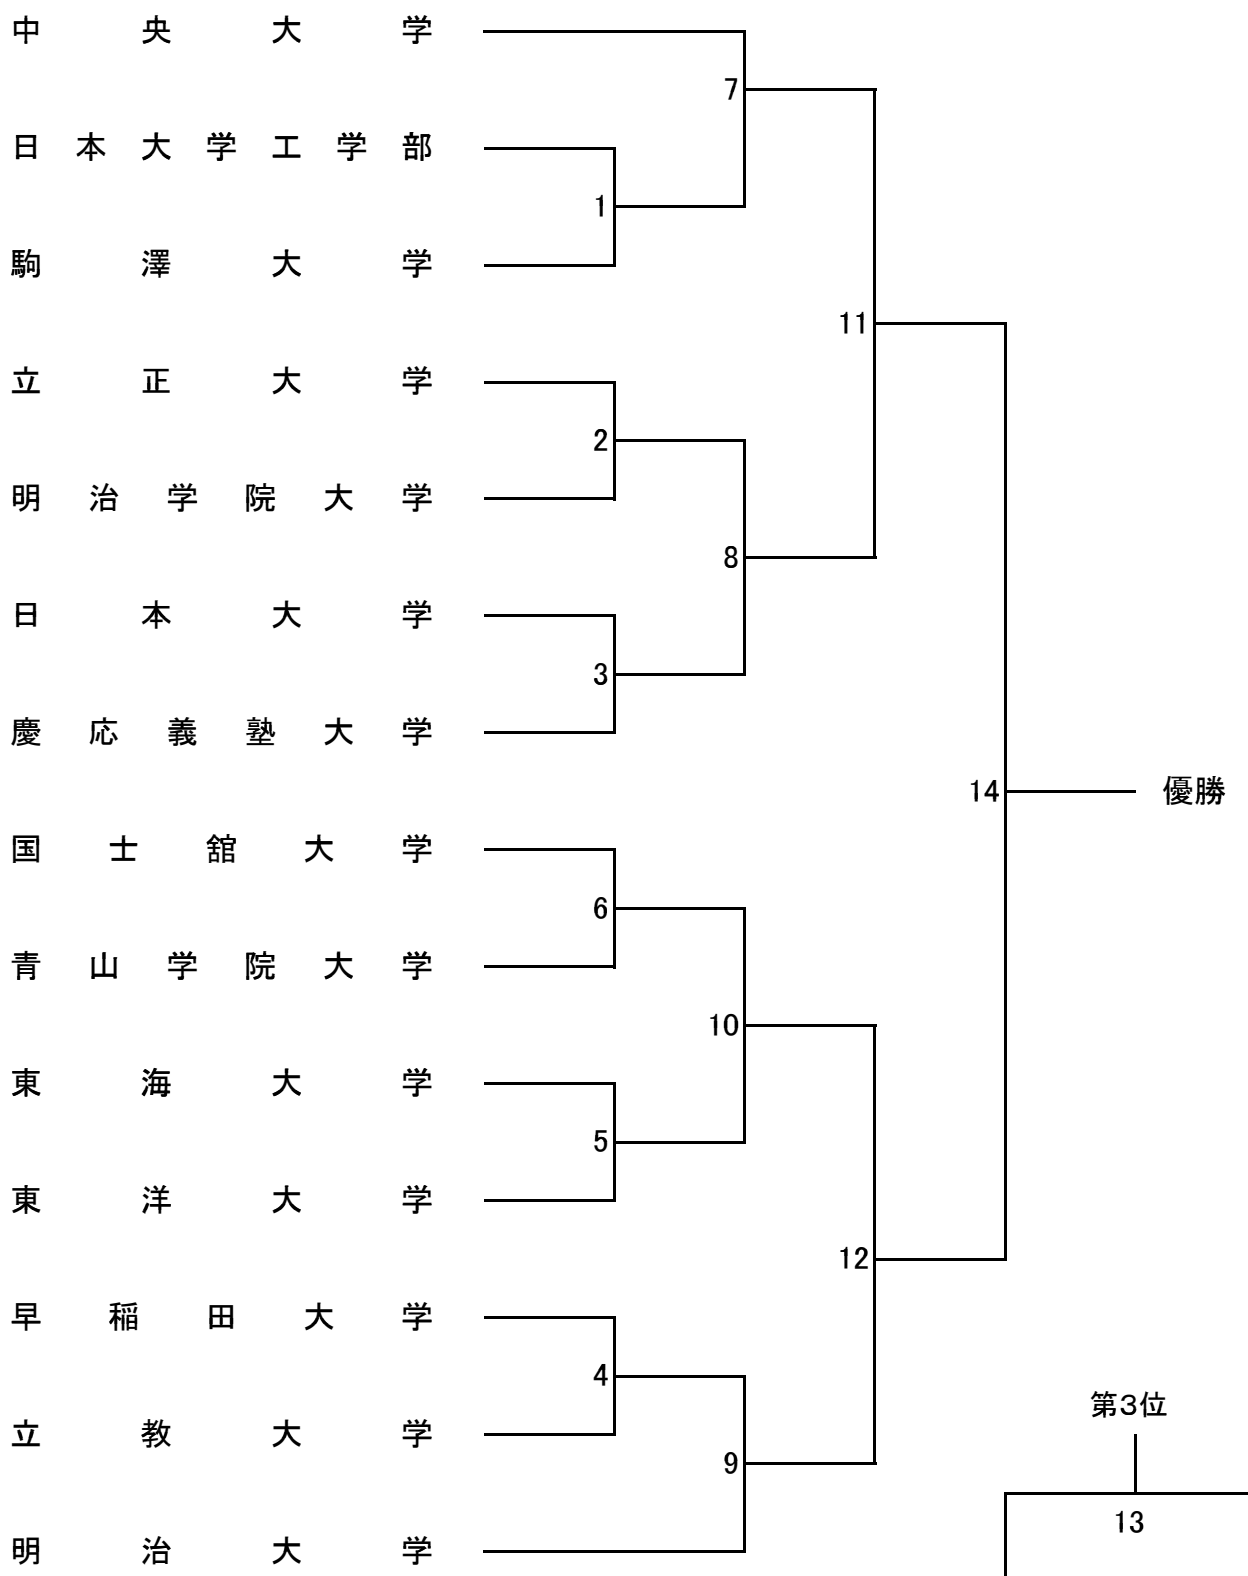 中央大学
7
日本大学工学部
1
駒澤大学
11
立正大学
2
明治学院大学
8
日本大学
3
慶応義塾大学
14 優勝
国士舘大学
6
青山学院大学
10
東海大学
5
東洋大学
12
早稲田大学
4
第3位
立教大学
9
13
明治大学